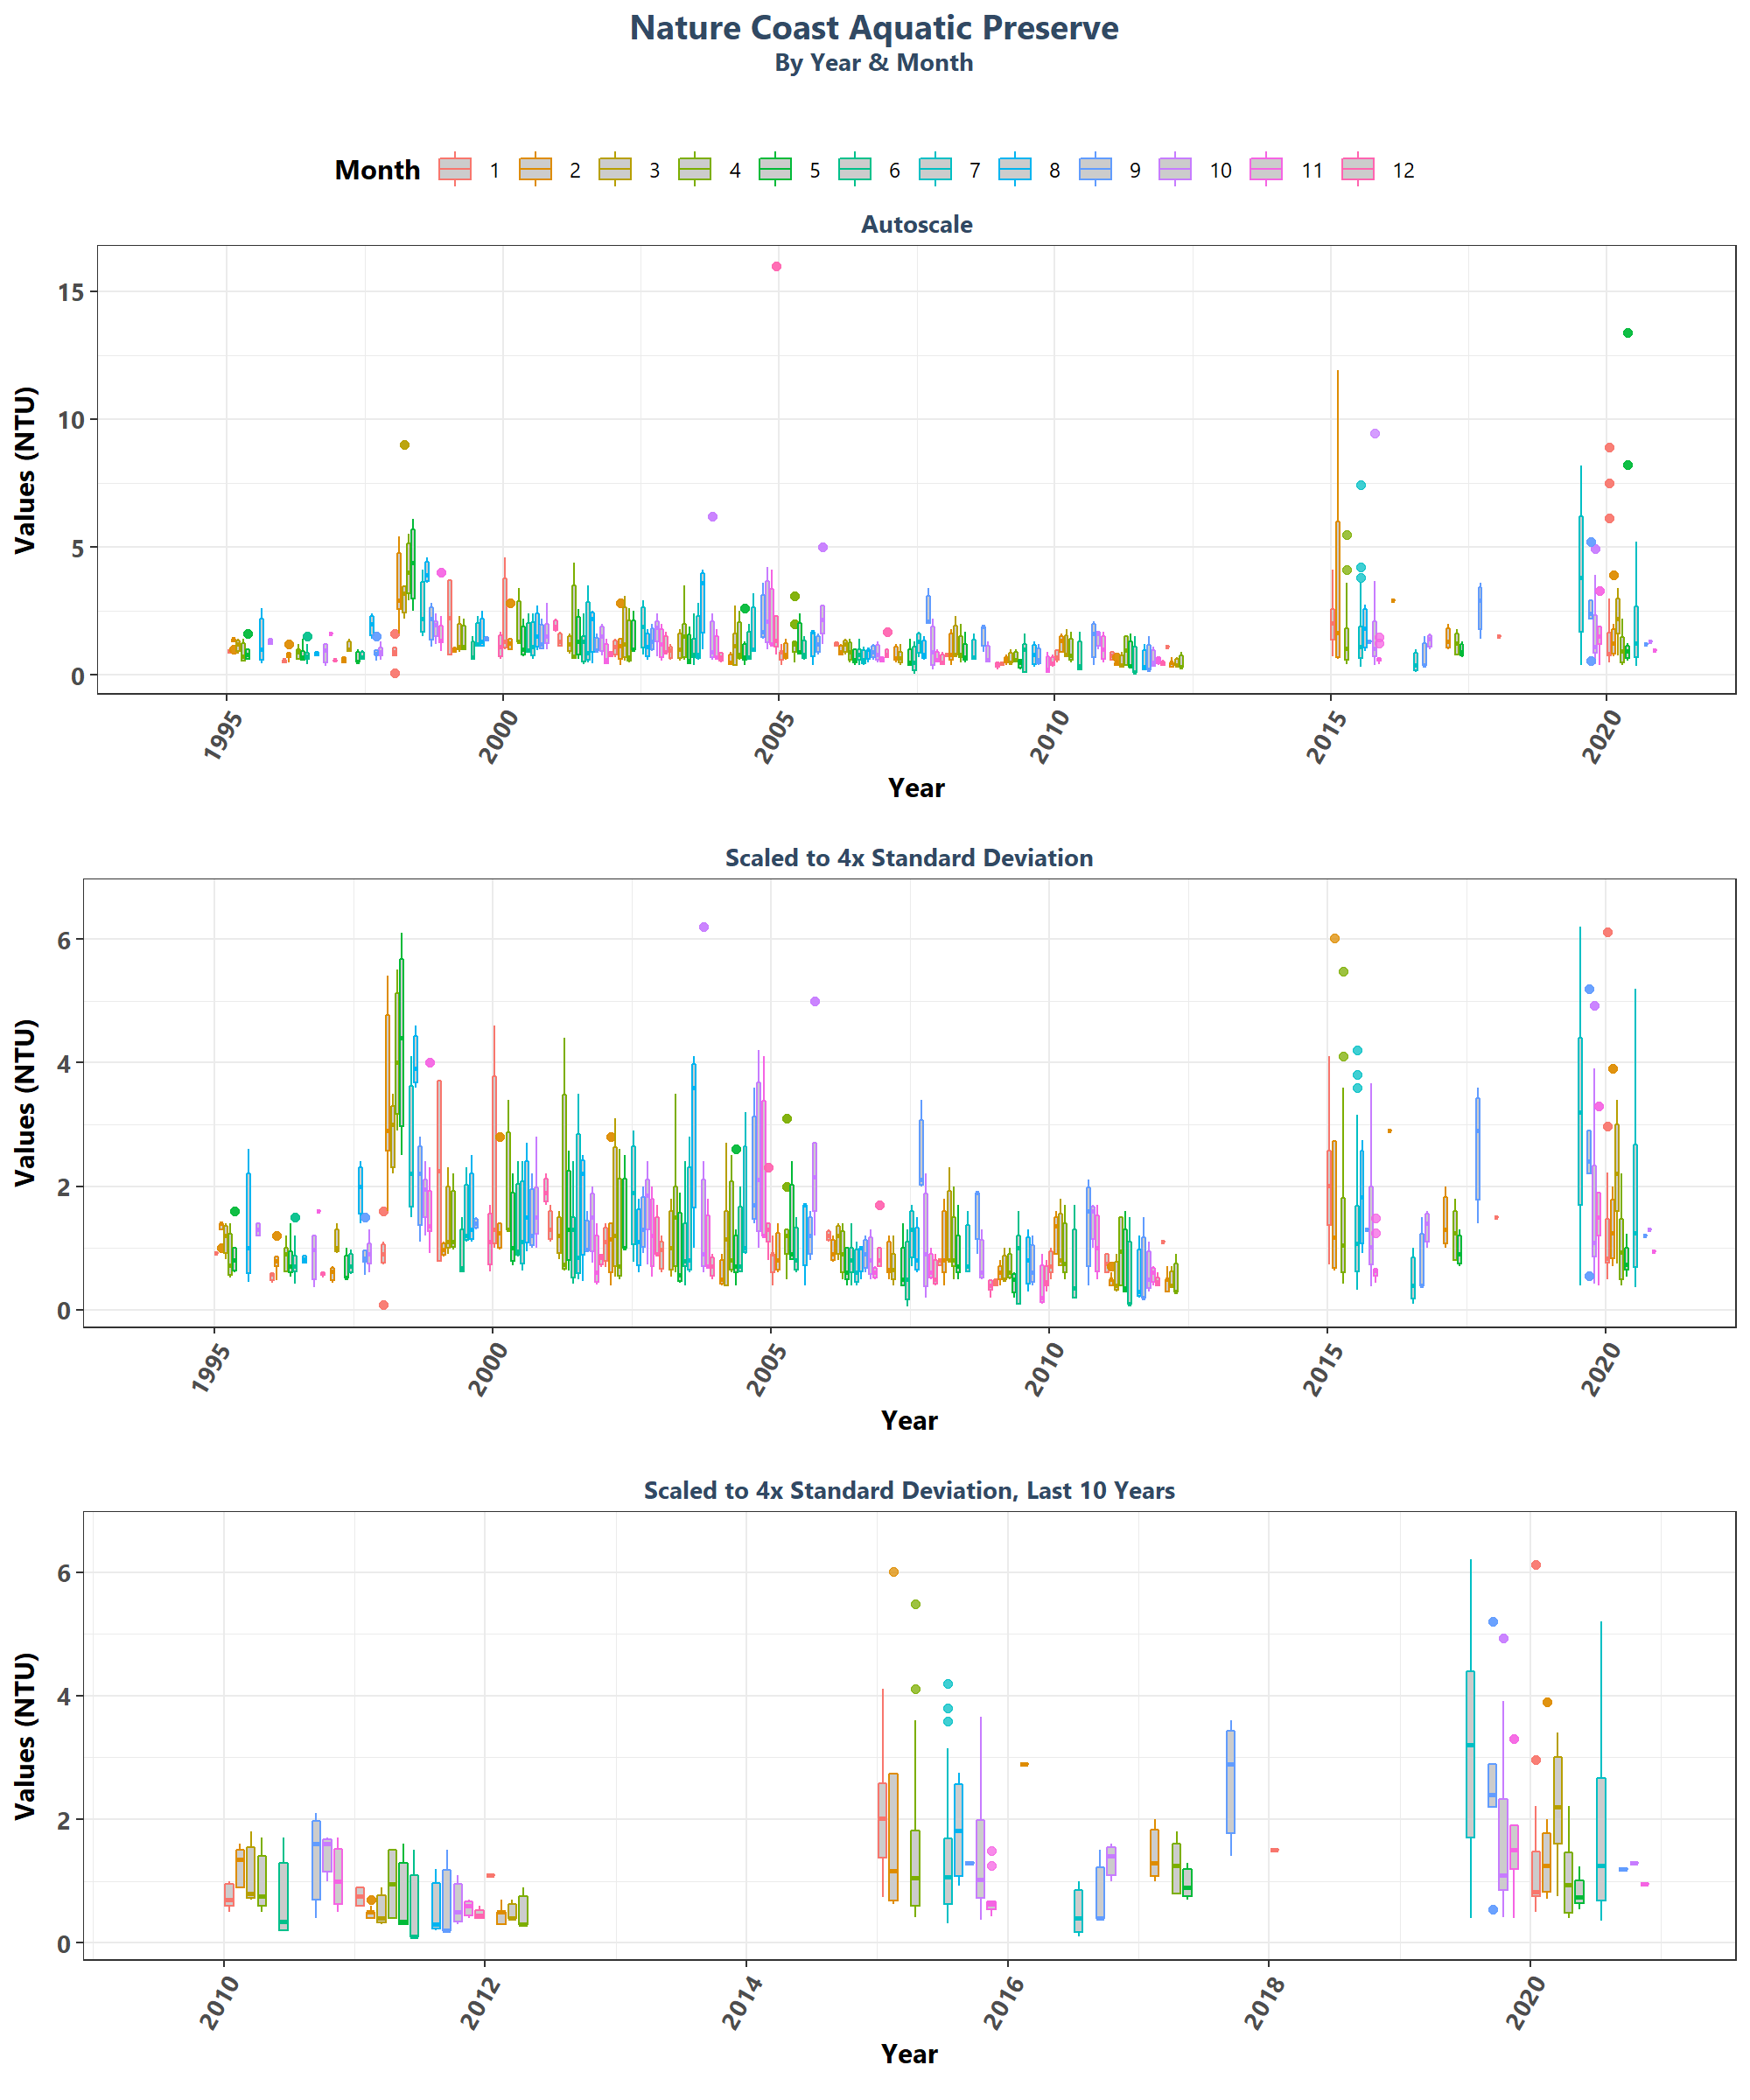 Nature Coast Aquatic Preserve
By Year & Month
Month 1 2 3 4 5 6 7 8 9 10 11 12
Autoscale
Values (NTU)
15
10
5
0
1995 2000 2005 2010 2015 2020
Year
Scaled to 4x Standard Deviation
Values (NTU)
6
4
2
0
1995 2000 2005 2010 2015 2020
Year
Scaled to 4x Standard Deviation, Last 10 Years
Values (NTU)
6
4
2
0
2010 2012 2014 2016 2018 2020
Year